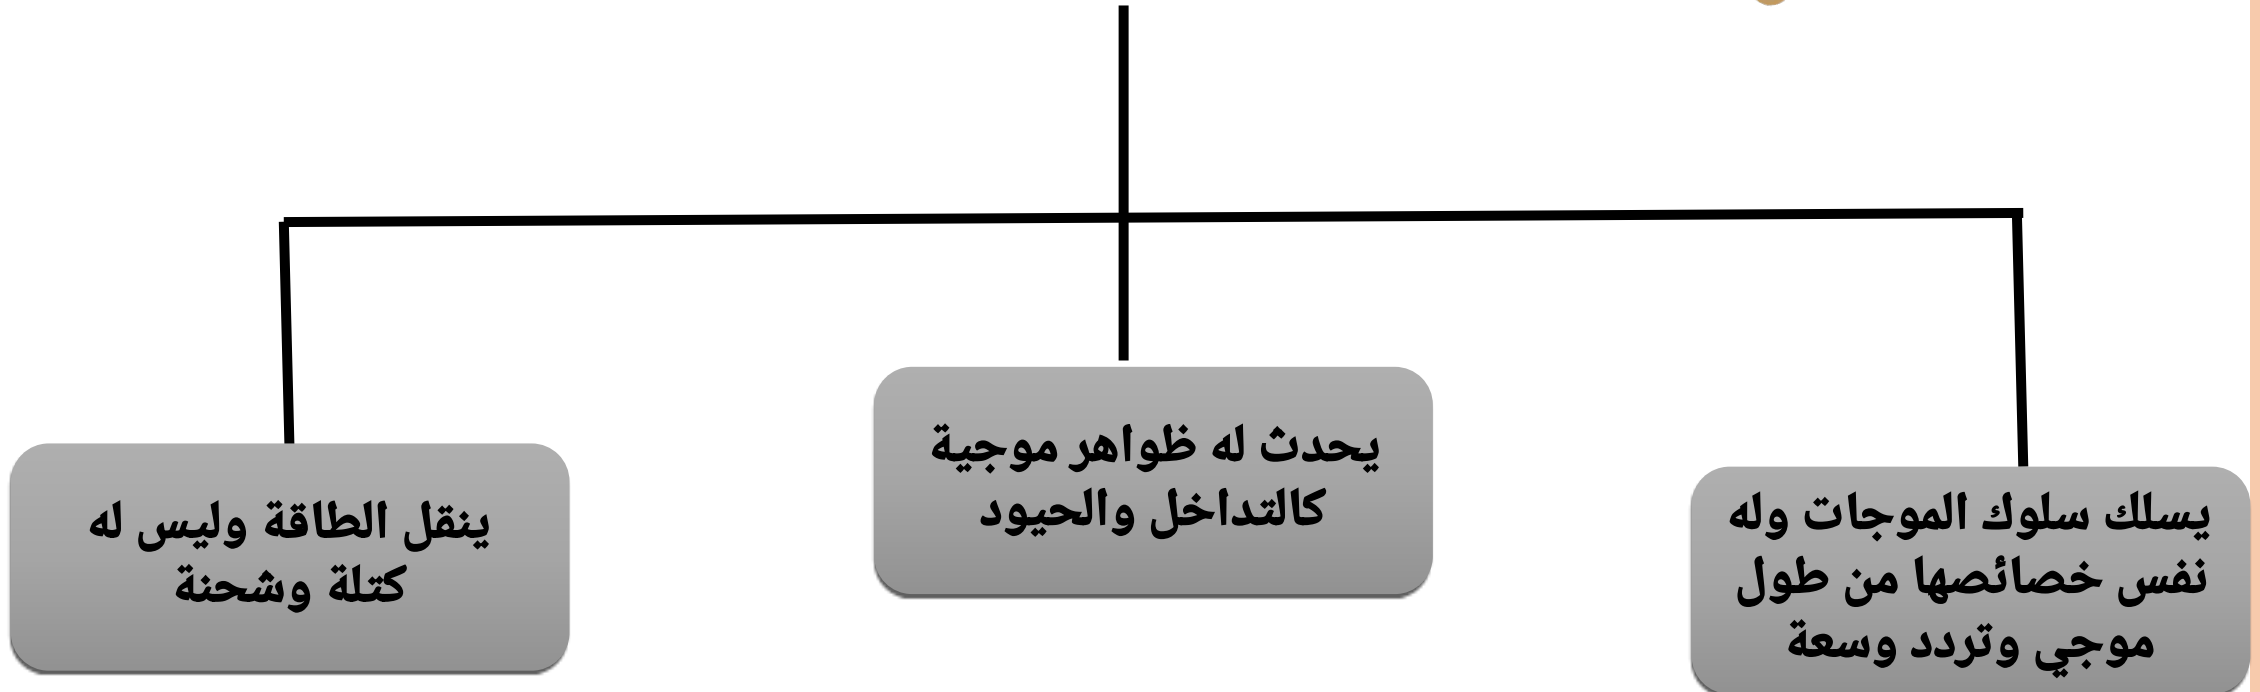 يسلك سلوك الموجات وله
نفس خصائصها من طول
موجي وتردد وسعة
يحدث له ظواهر موجية
كالتداخل والحيود
ينقل الطاقة وليس له
كتلة وشحنة